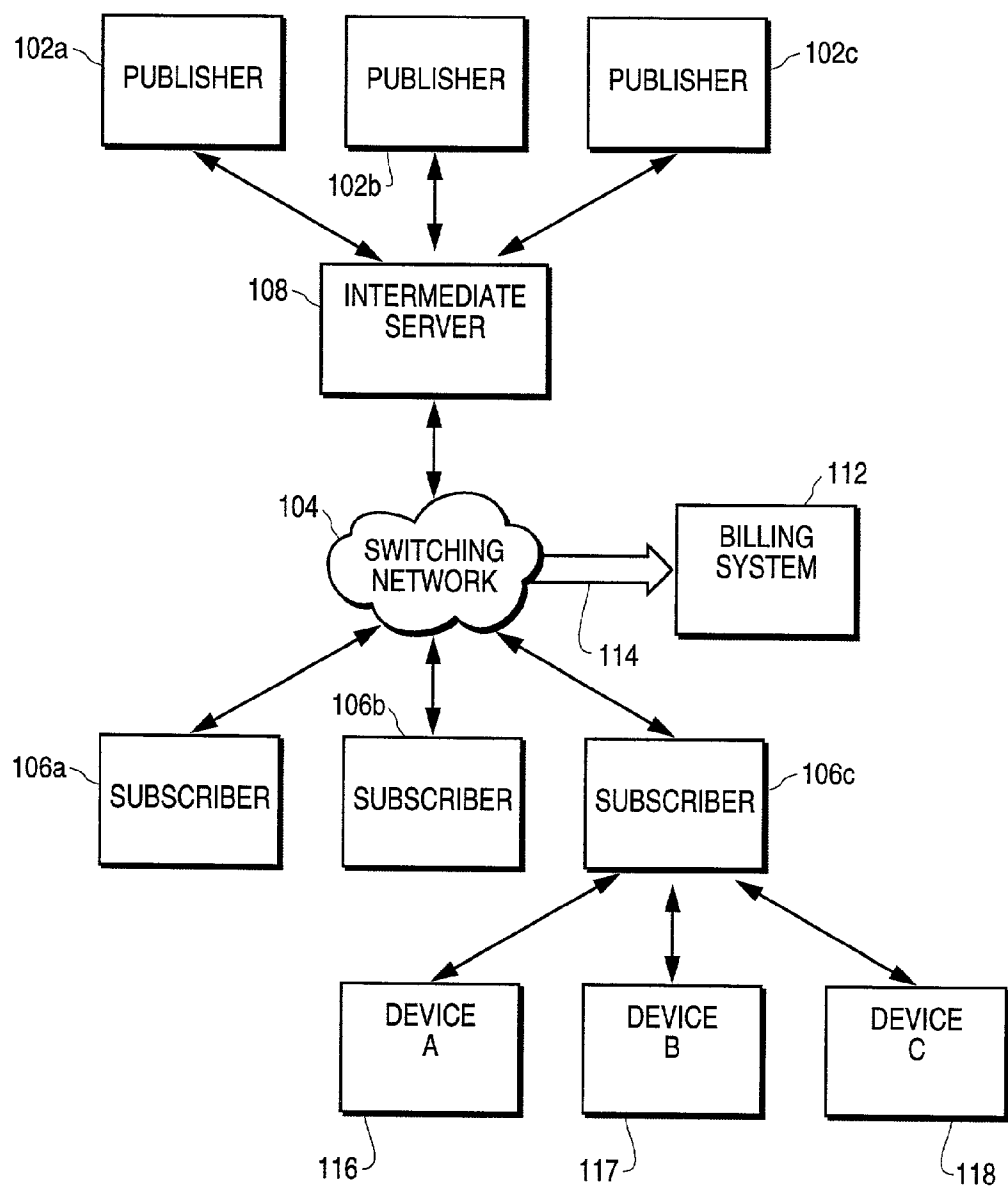 102a
PUBLISHER
PUBLISHER
102b
PUBLISHER
102c
108
INTERMEDIATE
SERVER
104
SWITCHING
NETWORK
112
BILLING
SYSTEM
114
106a
SUBSCRIBER
106b
SUBSCRIBER
SUBSCRIBER
106c
DEVICE
A
DEVICE
B
DEVICE
C
116
117
118